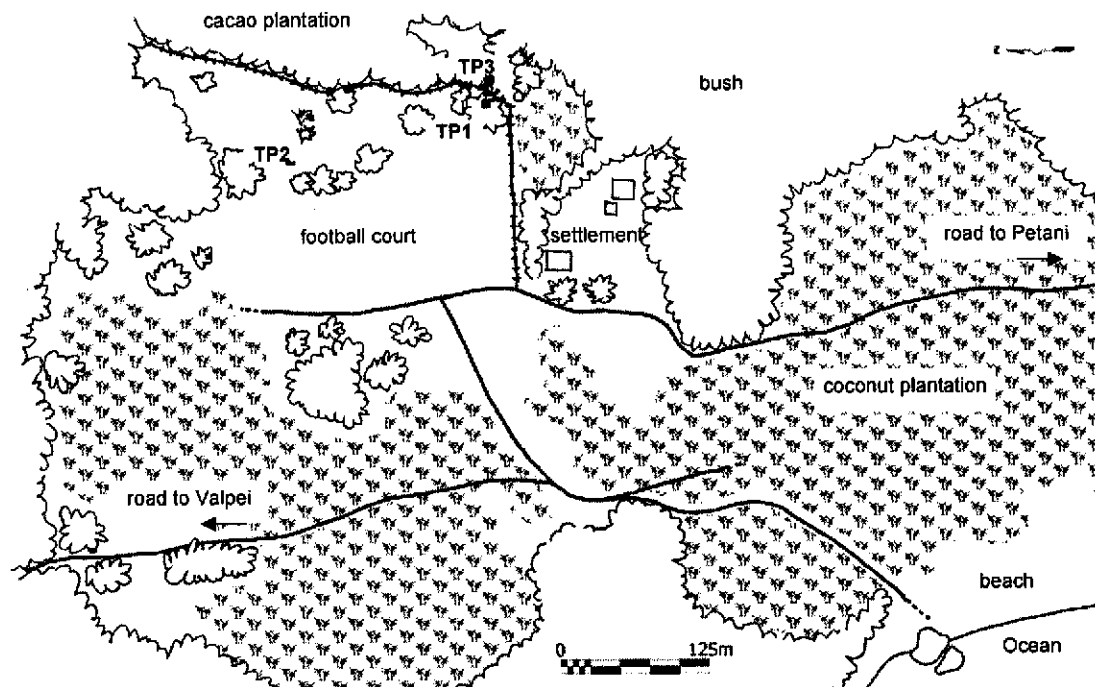 cacao plantation
TP3
bush
TP1
TP2
football court
settlement
road to Petani
coconut plantation
road to Valpei
beach
Ocean
0 125m